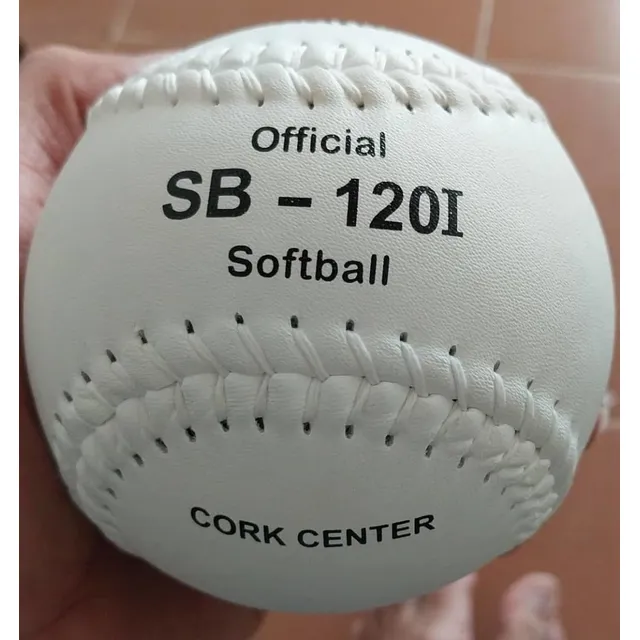 Official
SB - 120I
Softball
CORK CENTER